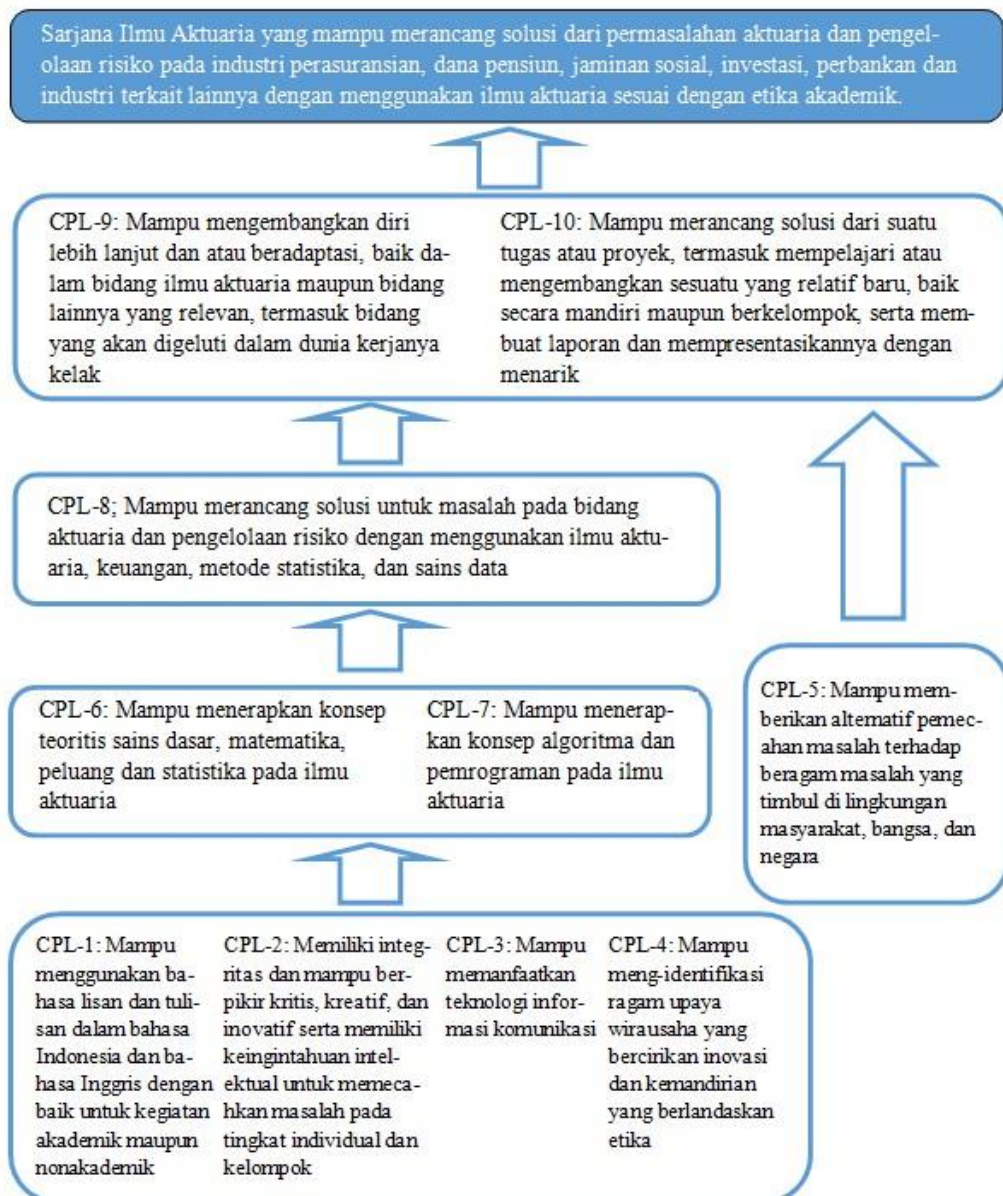 Sarjana Ilmu Aktuaria yang mampu merancang solusi dari permasalahan aktuaria dan pengel-
olaan risiko pada industri perasuransian, dana pensiun, jaminan sosial, investasi, perbankan dan
industri terkait lainnya dengan menggunakan ilmu aktuaria sesuai dengan etika akademik.
CPL-9: Mampu mengembangkan diri
lebih lanjut dan atau beradaptasi, baik da-
lam bidang ilmu aktuaria maupun bidang
lainnya yang relevan, termasuk bidang
yang akan digeluti dalam dunia kerjanya
kelak
CPL-10: Mampu merancang solusi dari suatu
tugas atau proyek, termasuk mempelajari atau
mengembangkan sesuatu yang relatif baru, baik
secara mandiri maupun berkelompok, serta mem-
buat laporan dan mempresentasikannya dengan
menarik
CPL-8; Mampu merancang solusi untuk masalah pada bidang
aktuaria dan pengelolaan risiko dengan menggunakan ilmu aktu-
aria, keuangan, metode statistika, dan sains data
CPL-6: Mampu menerapkan konsep
teoritis sains dasar, matematika,
peluang dan statistika pada ilmu
aktuaria
CPL-7: Mampu menerap-
kan konsep algoritma dan
pemrograman pada ilmu
aktuaria
CPL-5: Mampu mem-
berikan alternatif pemec-
ahan masalah terhadap
beragam masalah yang
timbul di lingkungan
masyarakat, bangsa, dan
negara
CPL-1: Mampu
menggunakan ba-
hasa lisan dan tuli-
san dalam bahasa
Indonesia dan ba-
hasa Inggris dengan
baik untuk kegiatan
akademik maupun
nonakademik
CPL-2: Memiliki integ-
ritas dan mampu ber-
pikir kritis, kreatif, dan
inovatif serta memiliki
keingintahuan intel-
ektual untuk memeca-
hkan masalah pada
tingkat individual dan
kelompok
CPL-3: Mampu
memanfaatkan
teknologi infor-
masi komunikasi
CPL-4: Mampu
meng-identifikasi
ragam upaya
wirausaha yang
bercirikan inovasi
dan kemandirian
yang berlandaskan
etika